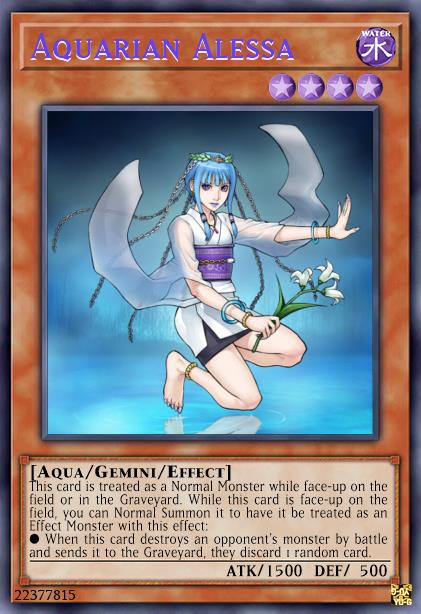 Aquarian Alessa
WATER
水
[Aqua/Gemini/Effect]
This card is treated as a Normal Monster while face-up on the
field or in the Graveyard. While this card is face-up on the
field, you can Normal Summon it to have it be treated as an
Effect Monster with this effect:
● When this card destroys an opponent's monster by battle
and sends it to the Graveyard, they discard 1 random card.
ATK/1500 DEF/ 500
22377815